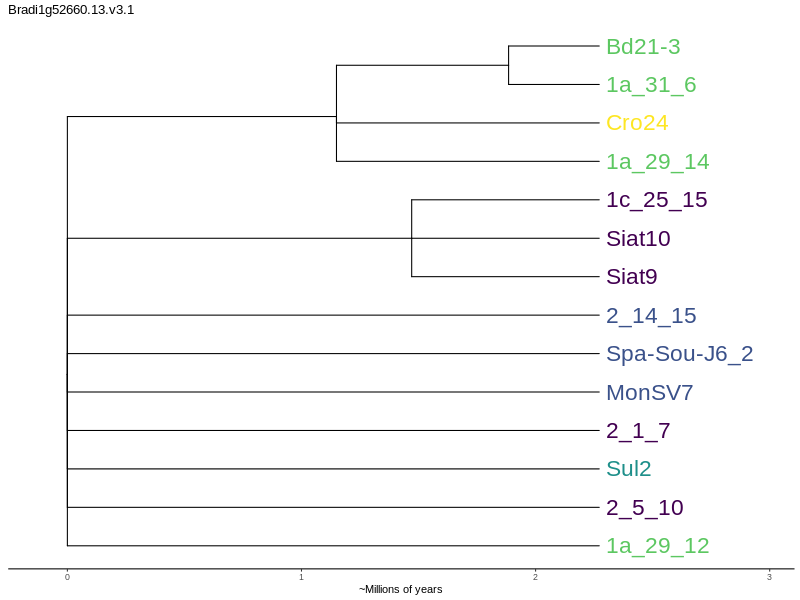 Bradi1g52660.13.v3.1
Bd21-3
1a_31_6
Cro24
1a_29_14
1c_25_15
Siat10
Siat9
2_14_15
Spa-Sou-J6_2
MonSV7
2_1_7
Sul2
2_5_10
1a_29_12
0 1 2 3
~Millions of years